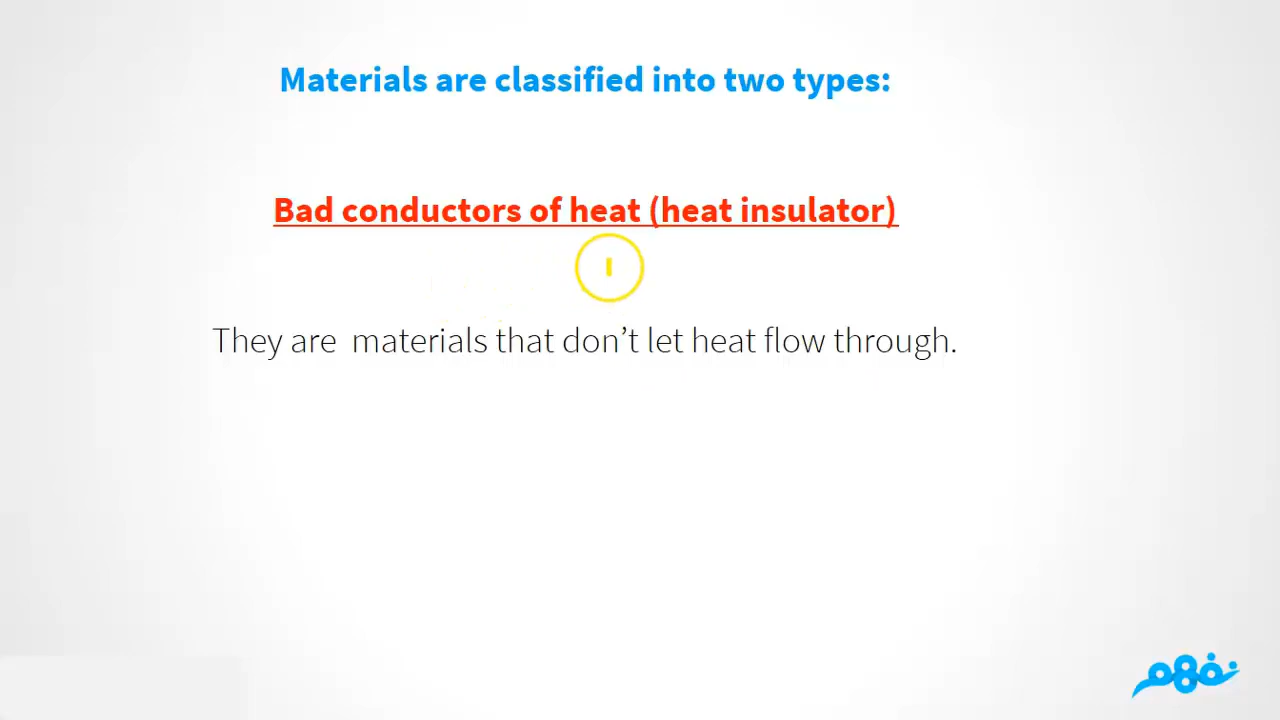 Materials are classified into two types:
Bad conductors of heat (heat insulator)
They are materials that don’t let heat flow through.
نفهم